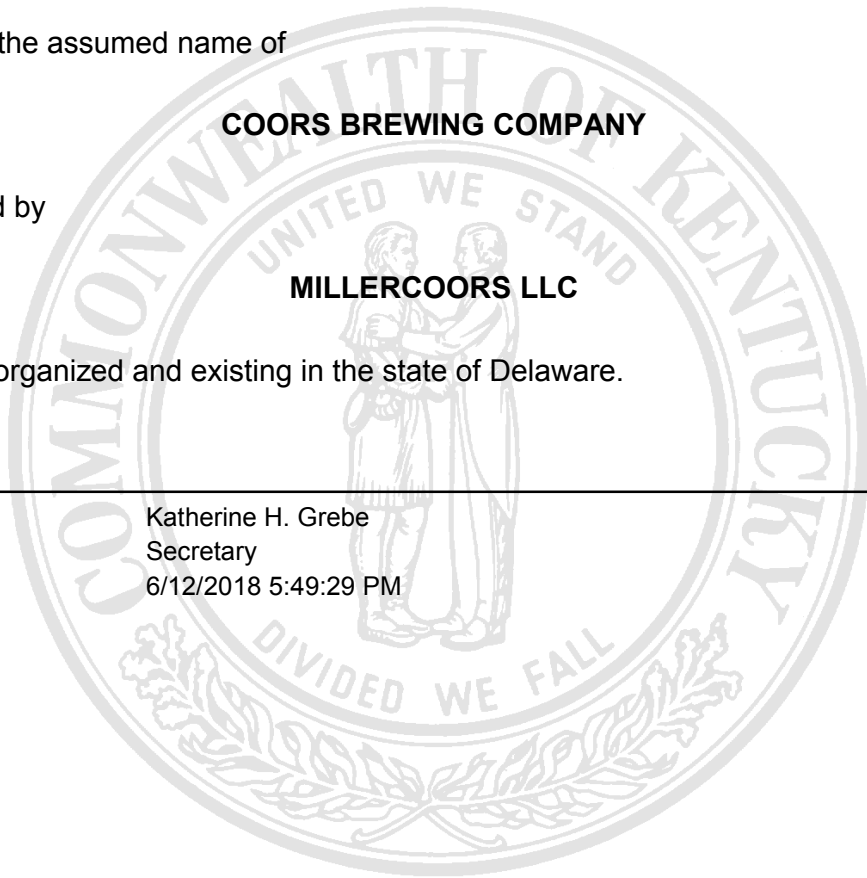 the assumed name of
COORS BREWING COMPANY
d by
MILLERCOORS LLC
organized and existing in the state of Delaware.
Katherine H. Grebe
Secretary
6/12/2018 5:49:29 PM
COMMONWEALTH OF KENTUCKY
UNITED WE STAND
DIVIDED WE FALL